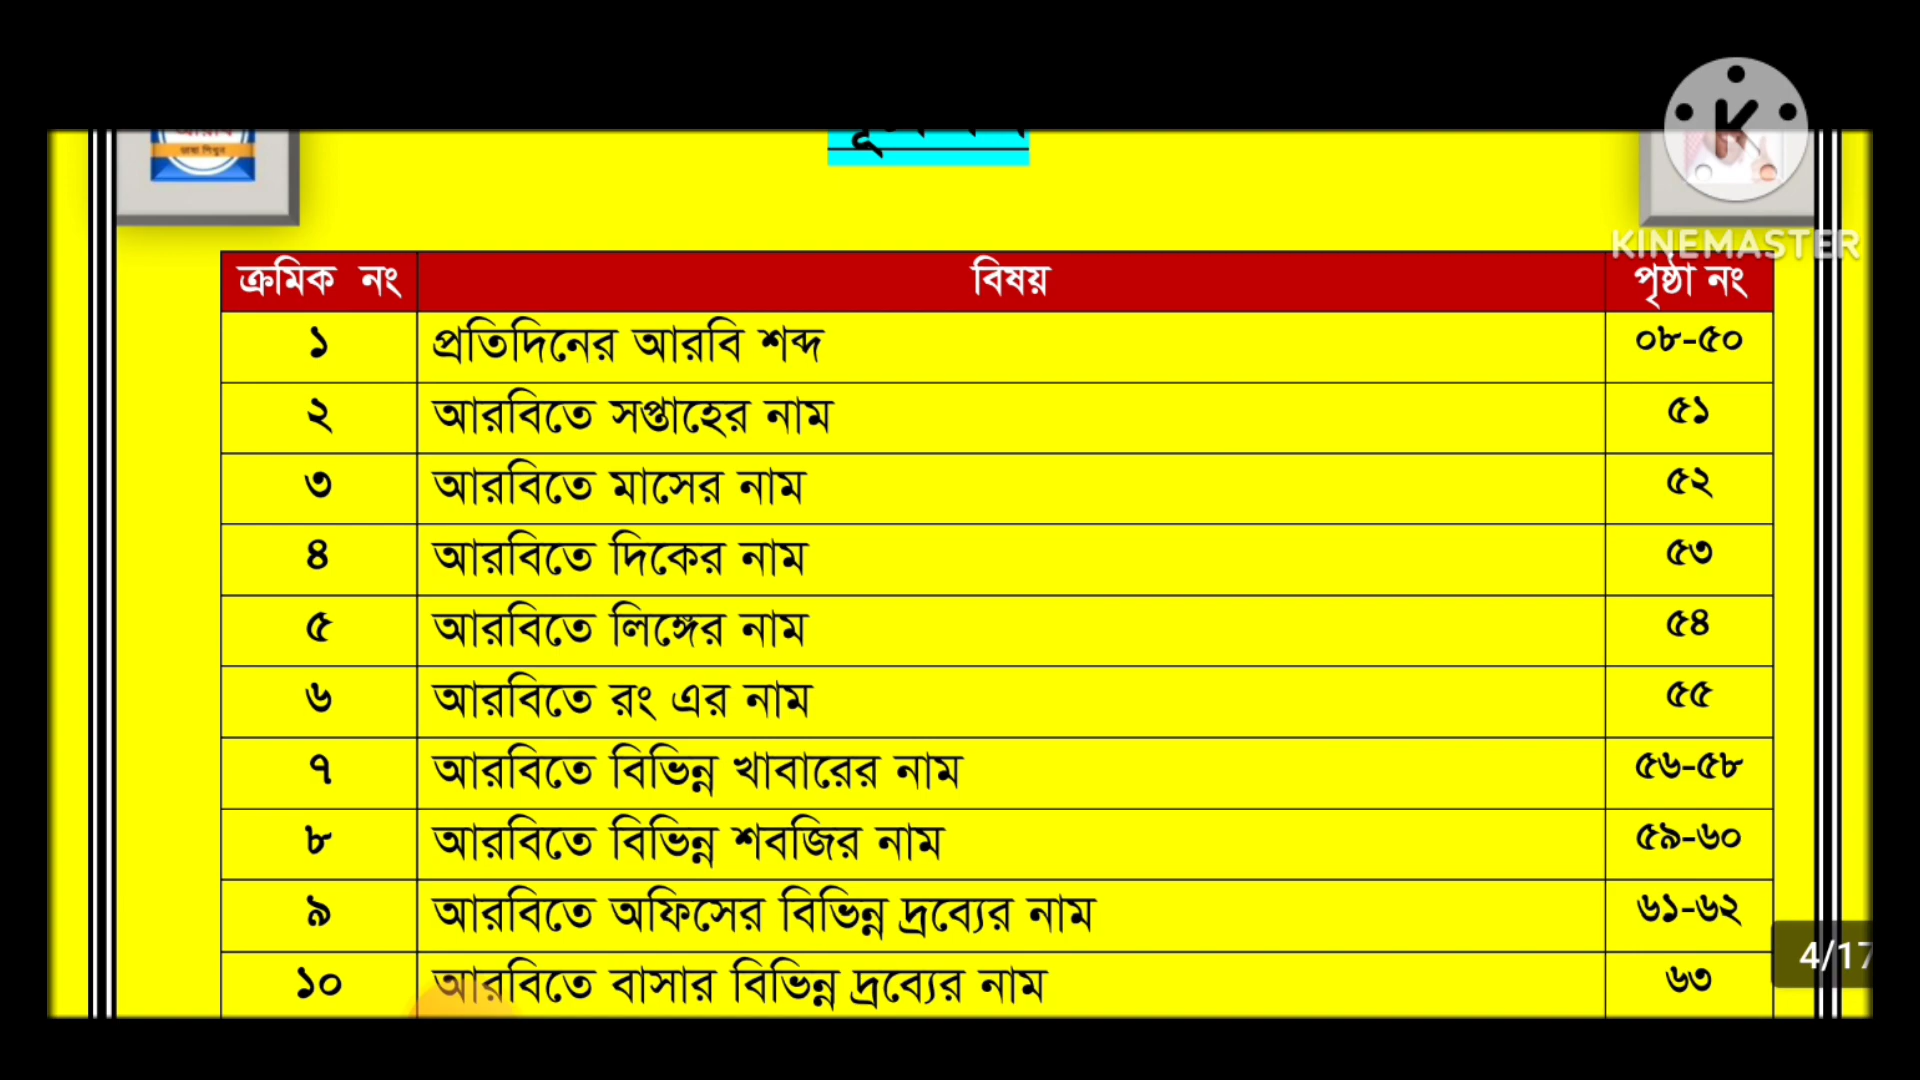 ভাষা শিখুন
KINEMASTER
ক্রমিক নং বিষয় পৃষ্ঠা নং
১ প্রতিদিনের আরবি শব্দ ০৮-৫০
২ আরবিতে সপ্তাহের নাম ৫১
৩ আরবিতে মাসের নাম ৫২
৪ আরবিতে দিকের নাম ৫৩
৫ আরবিতে লিঙ্গের নাম ৫৪
৬ আরবিতে রং এর নাম ৫৫
৭ আরবিতে বিভিন্ন খাবারের নাম ৫৬-৫৮
৮ আরবিতে বিভিন্ন শবজির নাম ৫৯-৬০
৯ আরবিতে অফিসের বিভিন্ন দ্রব্যের নাম ৬১-৬২
১০ আরবিতে বাসার বিভিন্ন দ্রব্যের নাম ৬৩
4/17